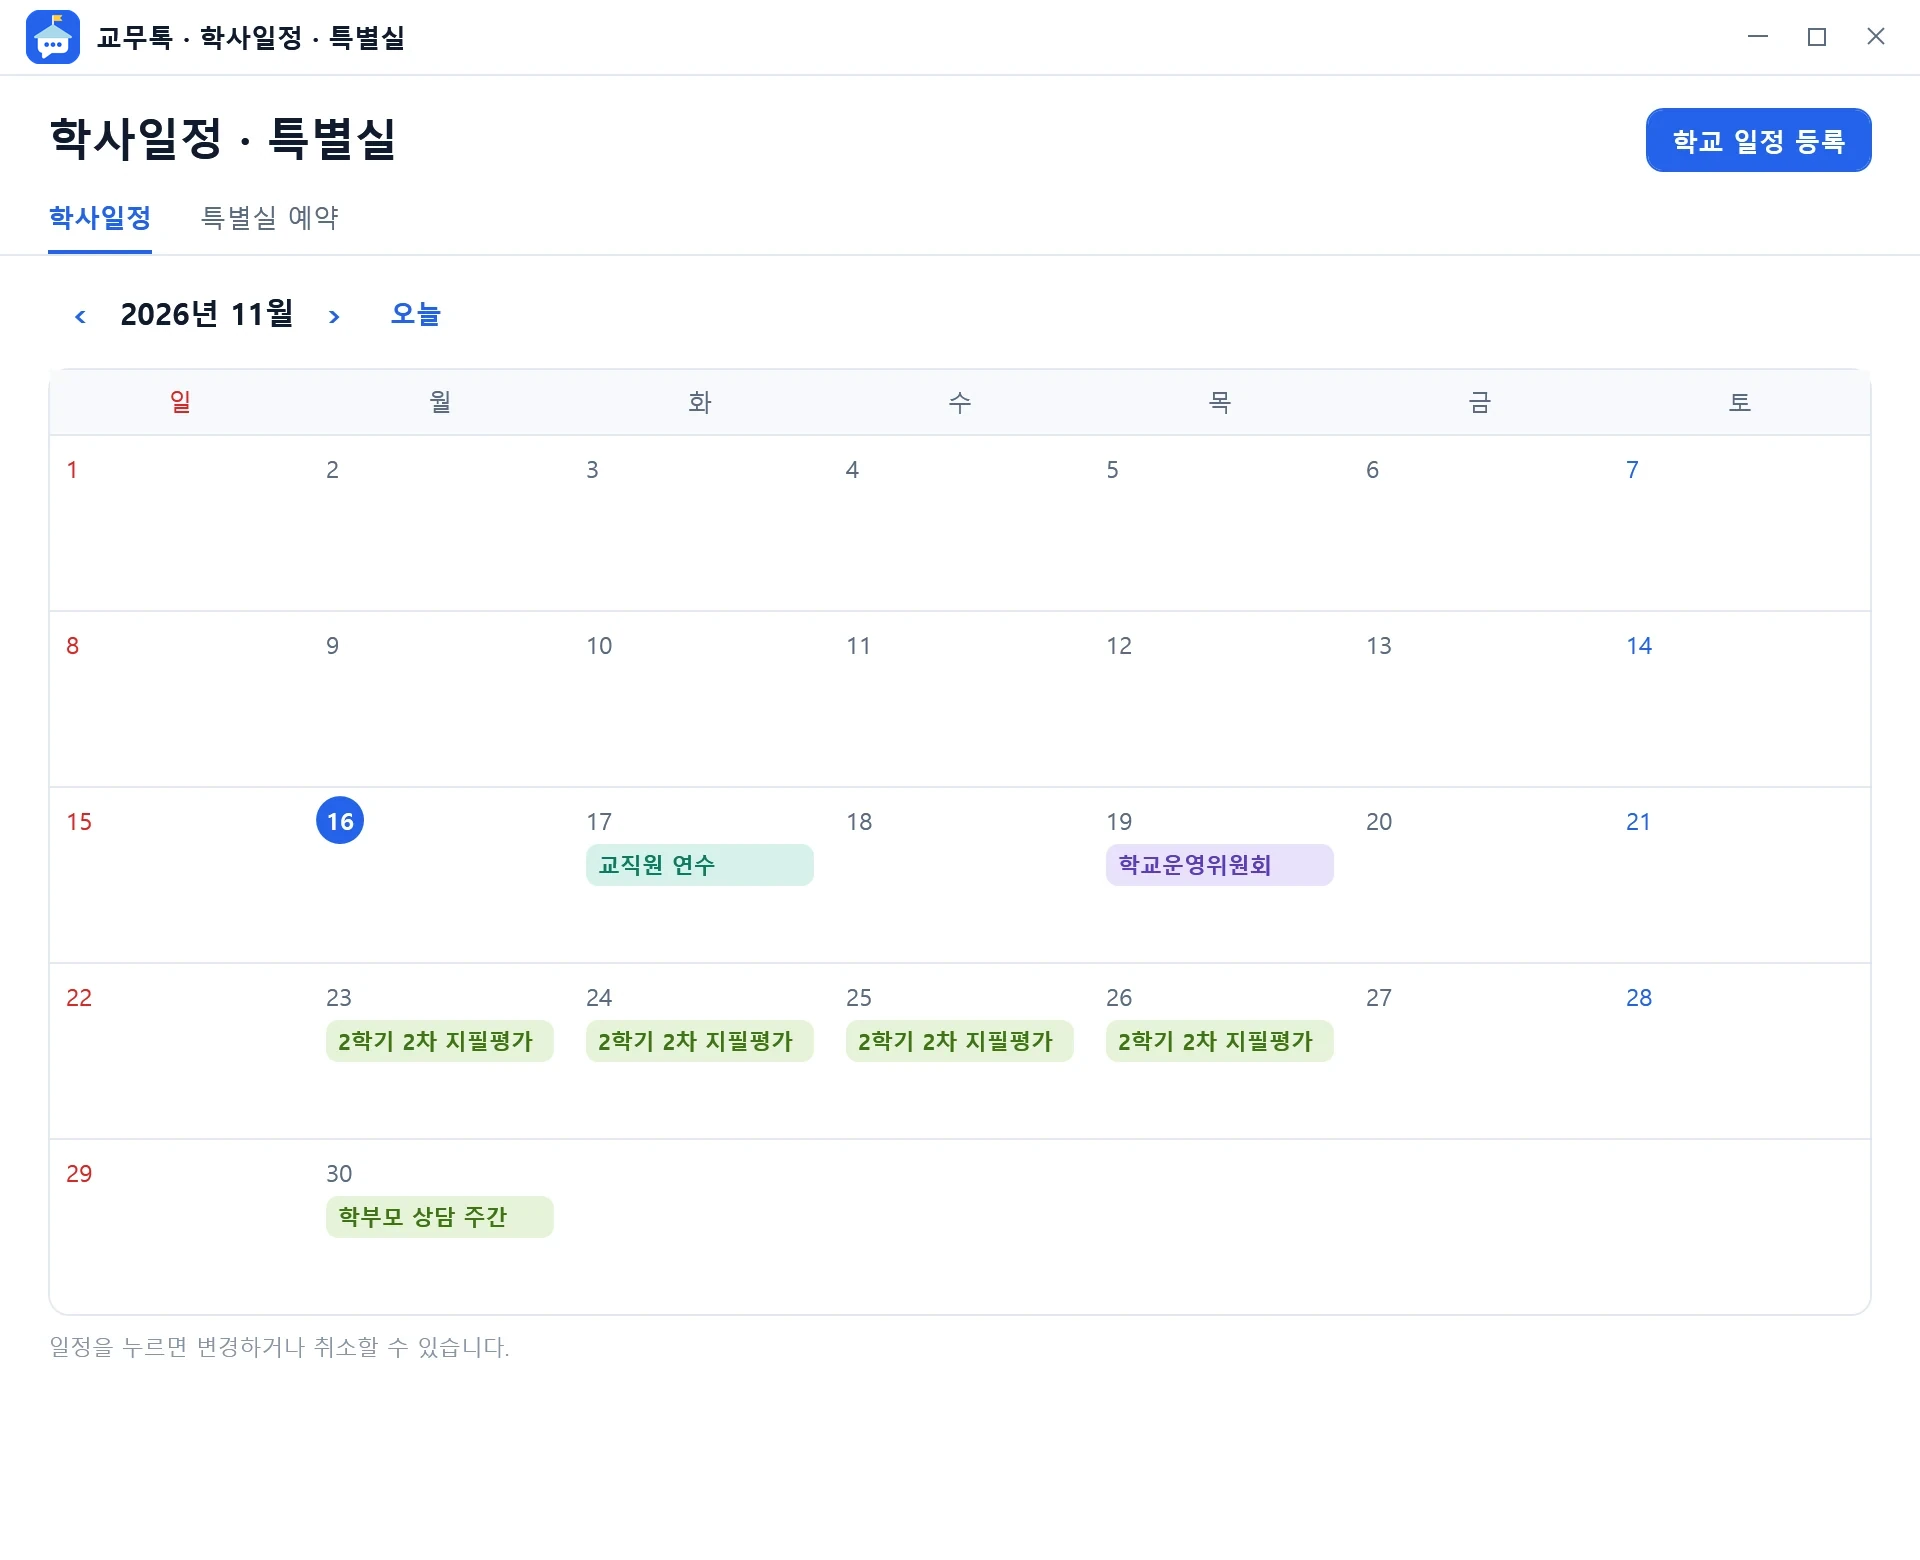 교무톡 · 학사일정 · 특별실
학사일정 · 특별실
학교 일정 등록
학사일정 특별실 예약
‹ 2026년 11월 › 오늘
일 월 화 수 목 금 토
1 2 3 4 5 6 7
8 9 10 11 12 13 14
15 16 17 18 19 20 21
교직원 연수 학교운영위원회
22 23 24 25 26 27 28
2학기 2차 지필평가 2학기 2차 지필평가 2학기 2차 지필평가 2학기 2차 지필평가
29 30
학부모 상담 주간
일정을 누르면 변경하거나 취소할 수 있습니다.